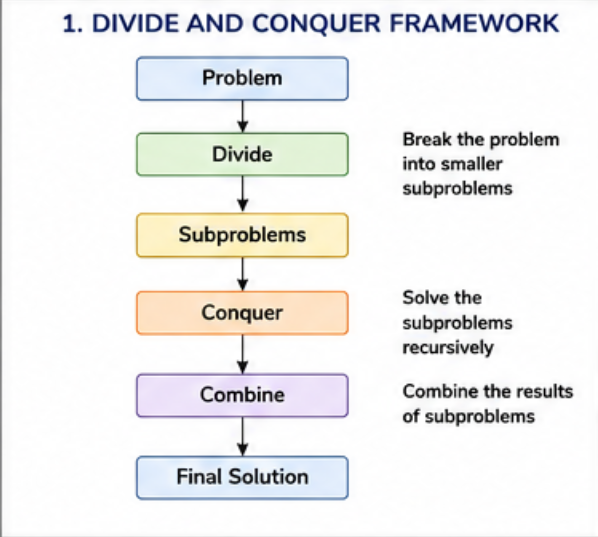 1. DIVIDE AND CONQUER FRAMEWORK
Problem
Divide
Break the problem
into smaller
subproblems
Subproblems
Conquer
Solve the
subproblems
recursively
Combine
Combine the results
of subproblems
Final Solution